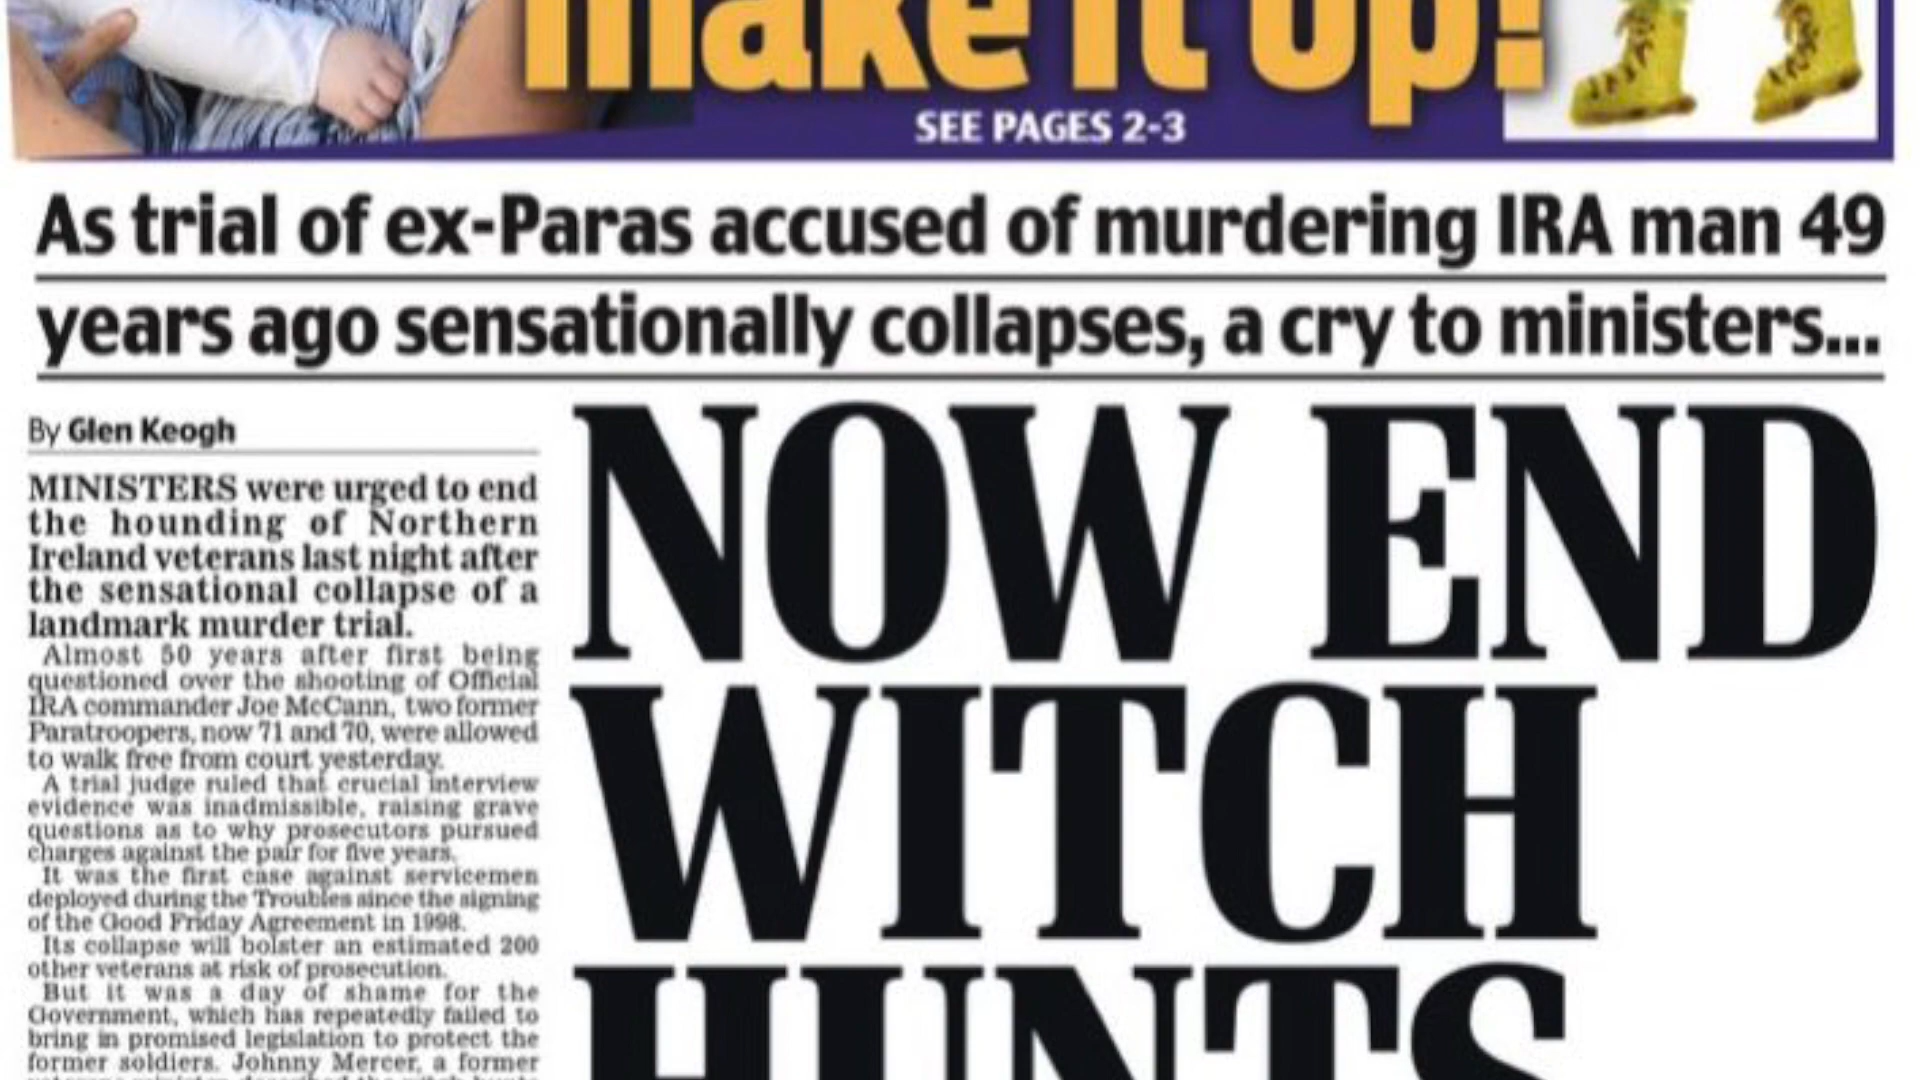 make it up!
SEE PAGES 2-3
As trial of ex-Paras accused of murdering IRA man 49
years ago sensationally collapses, a cry to ministers...
By Glen Keogh
MINISTERS were urged to end
the hounding of Northern
Ireland veterans last night after
the sensational collapse of a
landmark murder trial.
Almost 50 years after first being
questioned over the shooting of Official
IRA commander Joe McCann, two former
Paratroopers, now 71 and 70, were allowed
to walk free from court yesterday.
A trial judge ruled that crucial interview
evidence was inadmissible, raising grave
questions as to why prosecutors pursued
charges against the pair for five years.
It was the first case against servicemen
deployed during the Troubles since the signing
of the Good Friday Agreement in 1998.
Its collapse will bolster an estimated 200
other veterans at risk of prosecution.
But it was a day of shame for the
Government, which has repeatedly failed to
bring in promised legislation to protect the
former soldiers. Johnny Mercer, a former
NOW END
WITCH
HUNTS